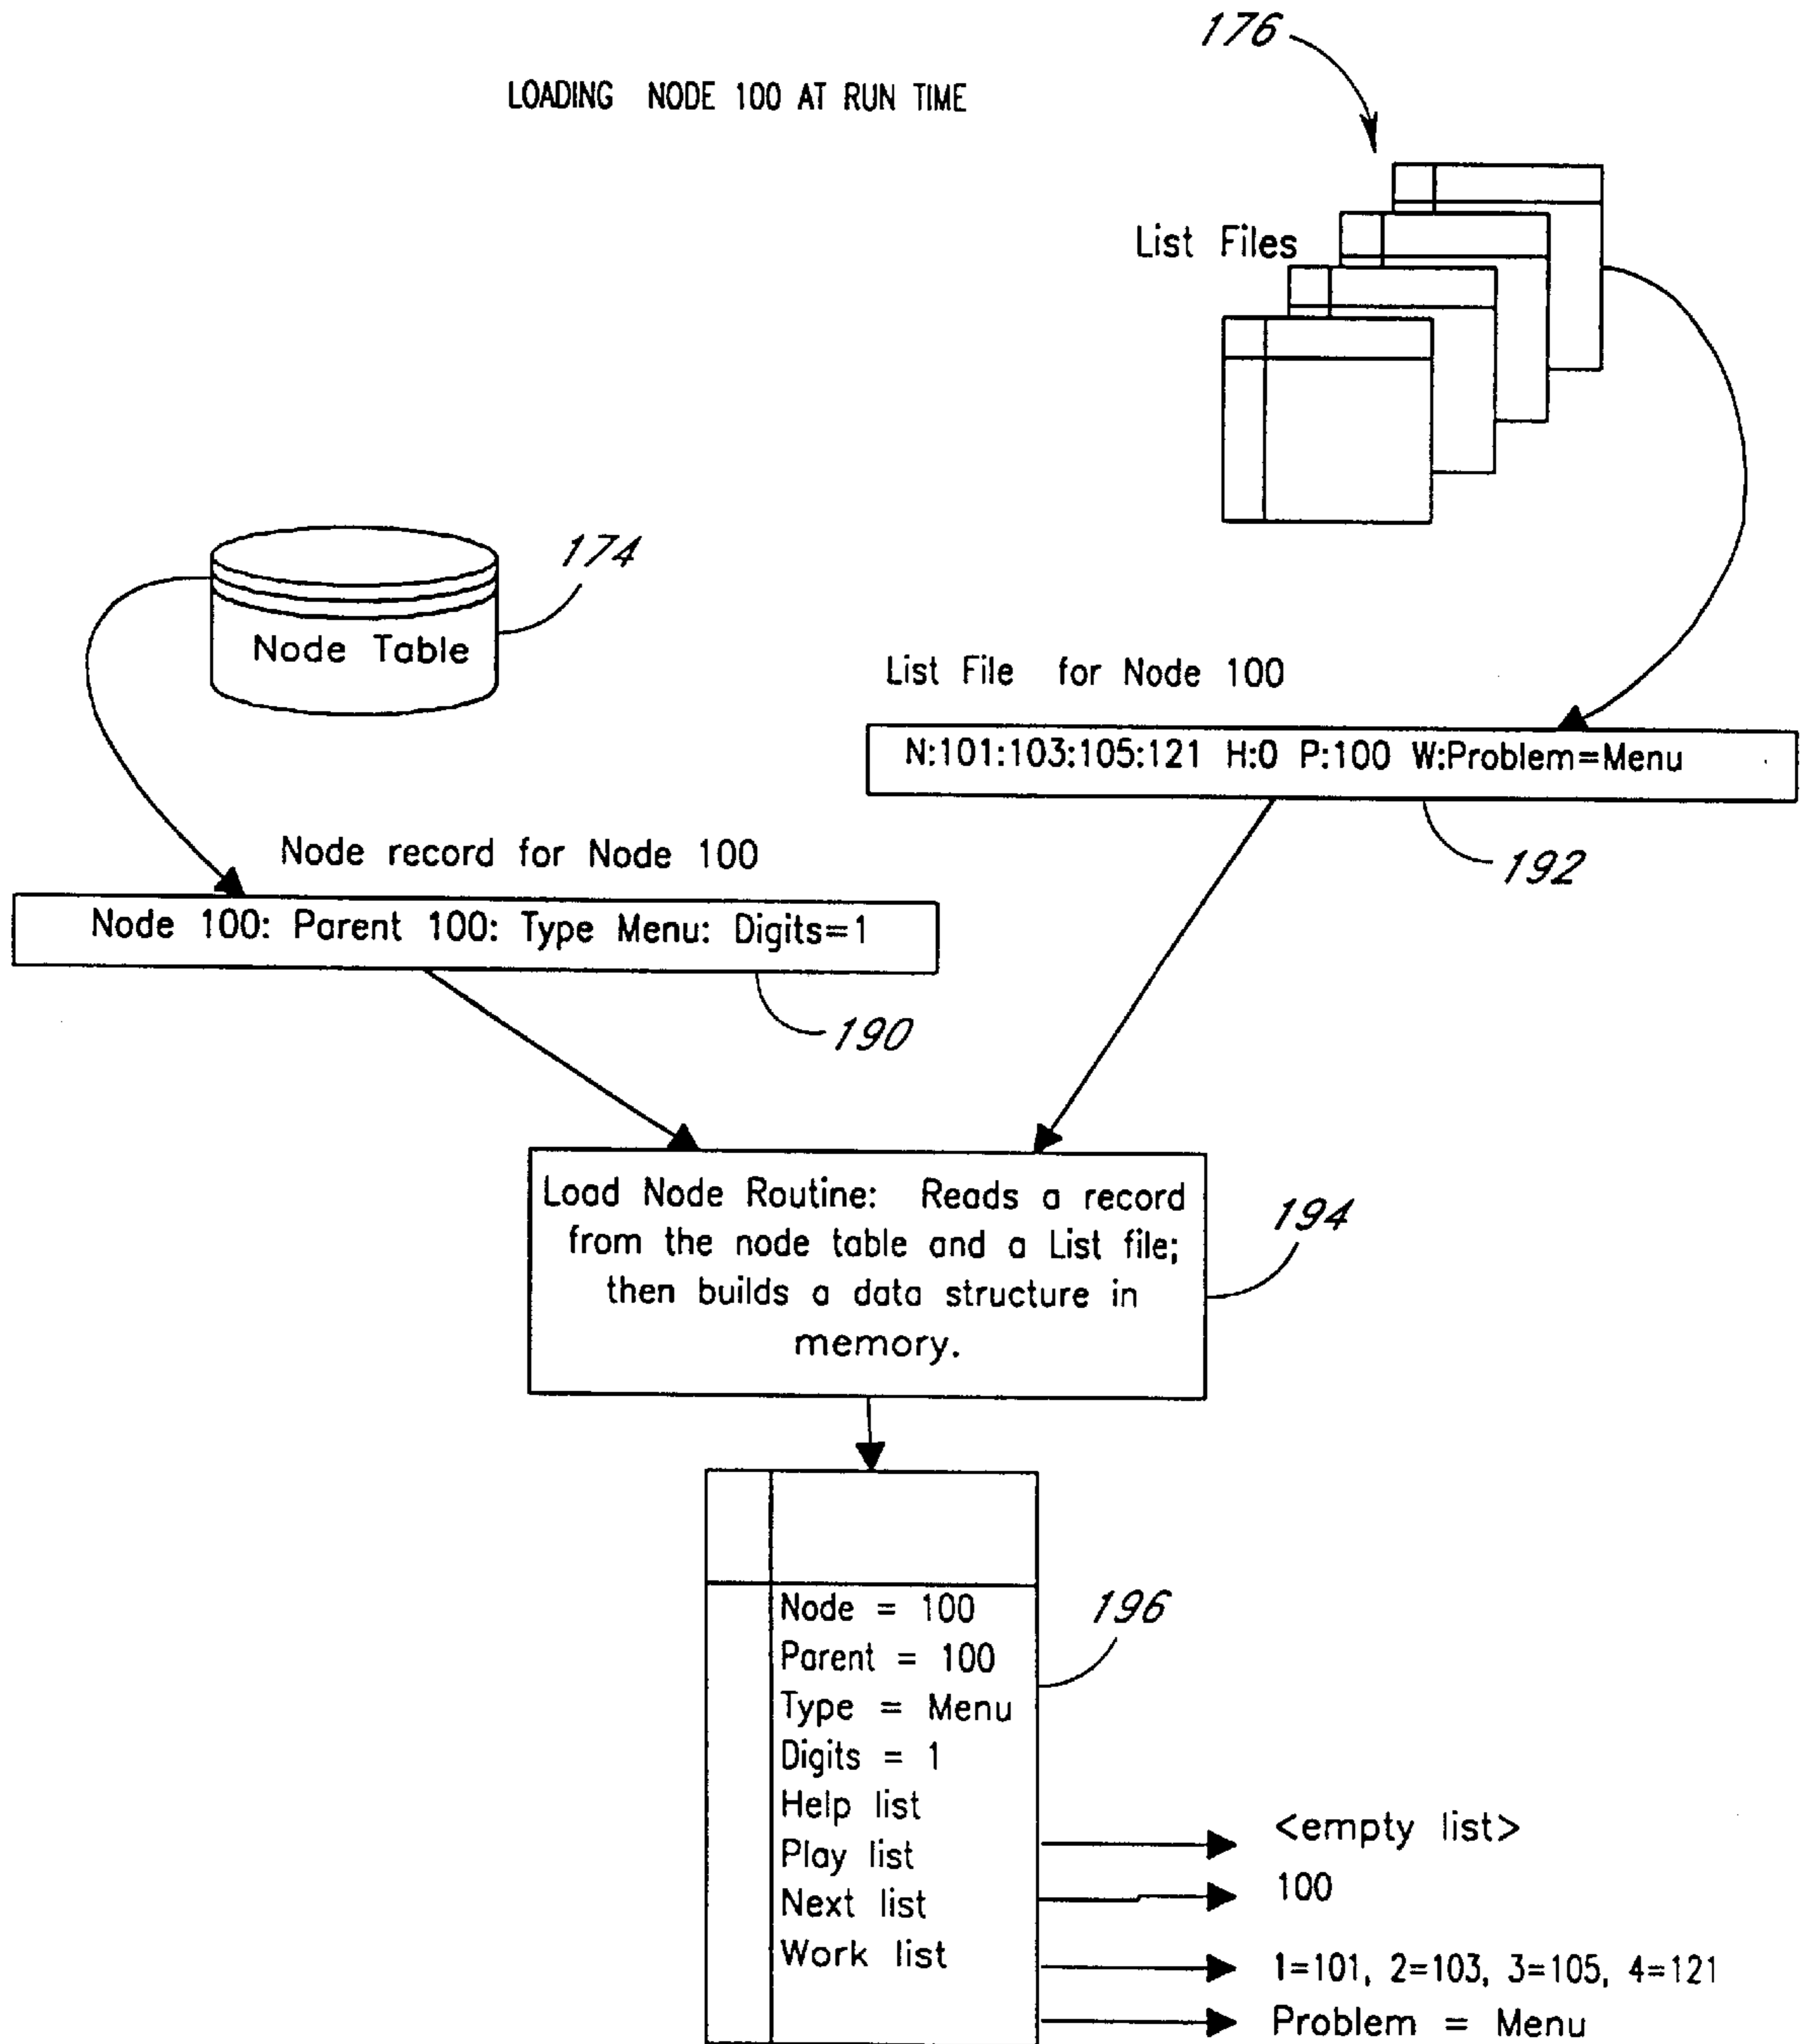 176
LOADING NODE 100 AT RUN TIME
List Files
174
Node Table
List File for Node 100
N:101:103:105:121 H:0 P:100 W:Problem=Menu
192
Node record for Node 100
Node 100: Parent 100: Type Menu: Digits=1
190
Load Node Routine: Reads a record
from the node table and a List file;
then builds a data structure in
memory.
194
Node = 100
196
Parent = 100
Type = Menu
Digits = 1
Help list
<empty list>
Play list
100
Next list
Work list
1=101, 2=103, 3=105, 4=121
Problem = Menu